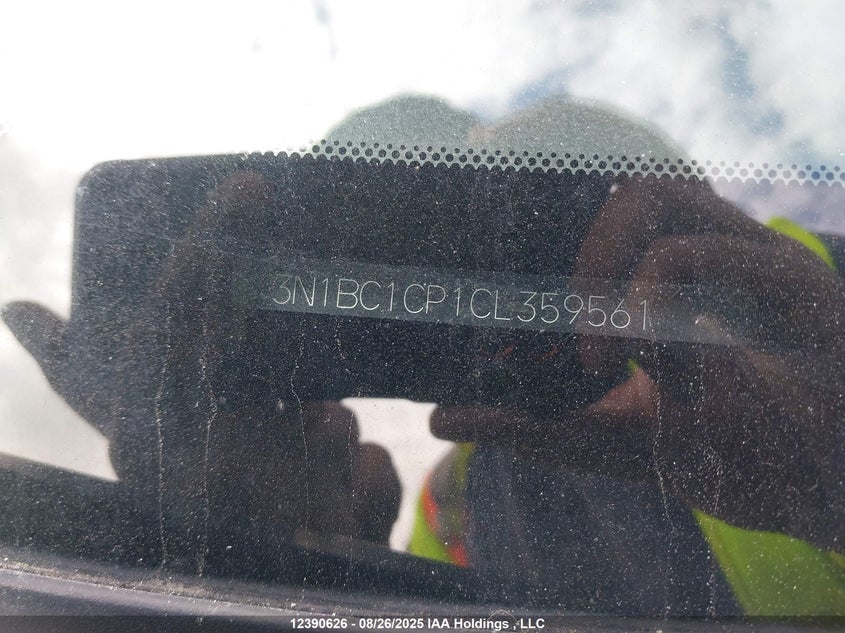 3N1BC1CP1CL359561
12390626 - 08/26/2025 IAA Holdings , LLC